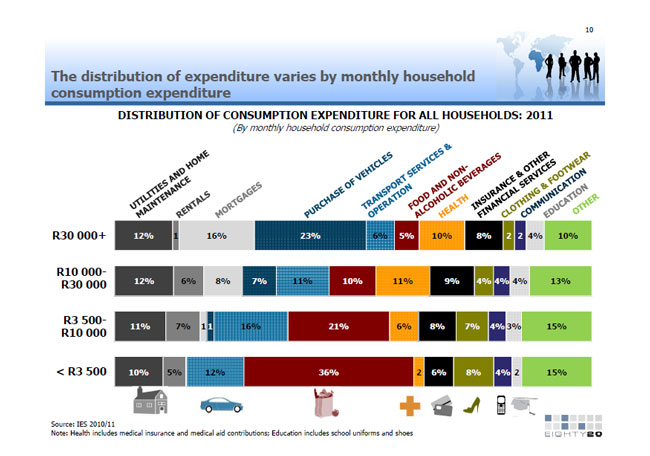 10
The distribution of expenditure varies by monthly household
consumption expenditure
DISTRIBUTION OF CONSUMPTION EXPENDITURE FOR ALL HOUSEHOLDS: 2011
(By monthly household consumption expenditure)
UTILITIES AND HOME
MAINTENANCE
RENTALS
MORTGAGES
PURCHASE OF VEHICLES
TRANSPORT SERVICES &
OPERATION
FOOD AND NON-
ALCOHOLIC BEVERAGES
HEALTH
INSURANCE & OTHER
FINANCIAL SERVICES
CLOTHING & FOOTWEAR
COMMUNICATION
EDUCATION
OTHER
R30 000+ 12% 1 16% 23% 6% 5% 10% 8% 2 2 4% 10%
R10 000-
R30 000 12% 6% 8% 7% 11% 10% 11% 9% 4% 4% 4% 13%
R3 500-
R10 000 11% 7% 1 1 16% 21% 6% 8% 7% 4% 3% 15%
< R3 500 10% 5% 12% 36% 2 6% 8% 4% 2 15%
Source: IES 2010/11
Note: Health includes medical insurance and medical aid contributions; Education includes school uniforms and shoes
EIGHTY20